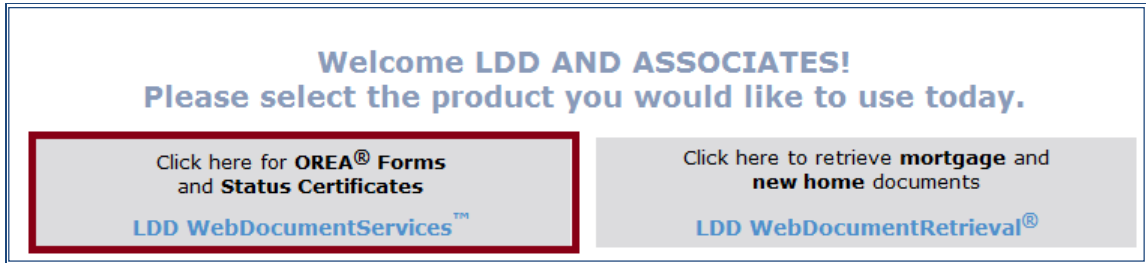 Welcome LDD AND ASSOCIATES!
Please select the product you would like to use today.
Click here for OREA® Forms
and Status Certificates
LDD WebDocumentServices™
Click here to retrieve mortgage and
new home documents
LDD WebDocumentRetrieval®